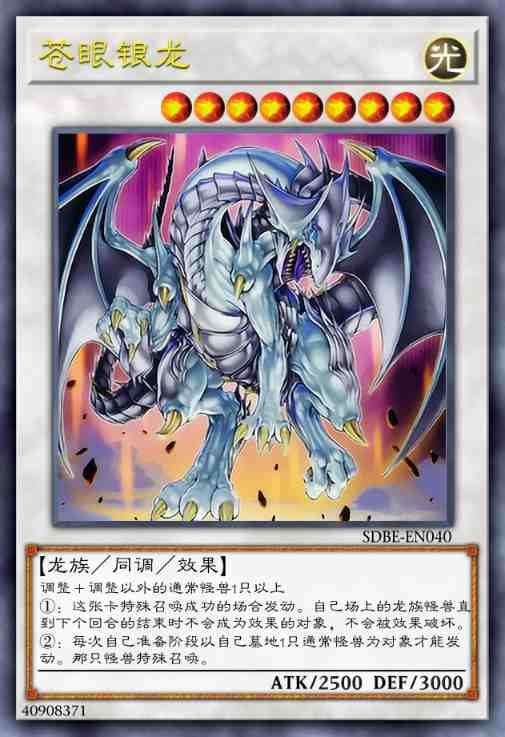 苍眼银龙
光
SDBE-EN040
【龙族／同调／效果】
调整＋调整以外的通常怪兽1只以上
①：这张卡特殊召唤成功的场合发动。自己场上的龙族怪兽直
到下个回合的结束时不会成为效果的对象，不会被效果破坏。
②：每次自己准备阶段以自己墓地1只通常怪兽为对象才能发
动。那只怪兽特殊召唤。
ATK/2500 DEF/3000
40908371